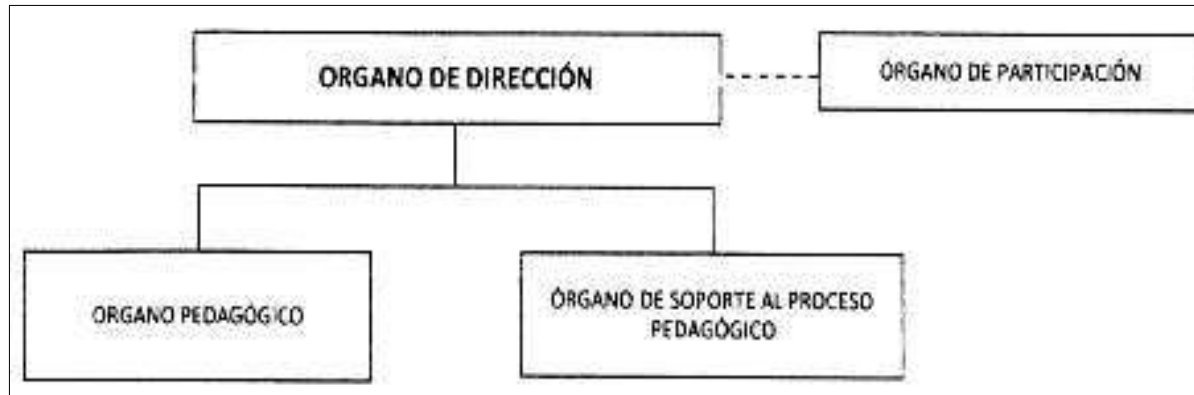 ORGANO DE DIRECCIÓN
ÓRGANO DE PARTICIPACIÓN
ORGANO PEDAGÓGICO
ÓRGANO DE SOPORTE AL PROCESO
PEDAGÓGICO